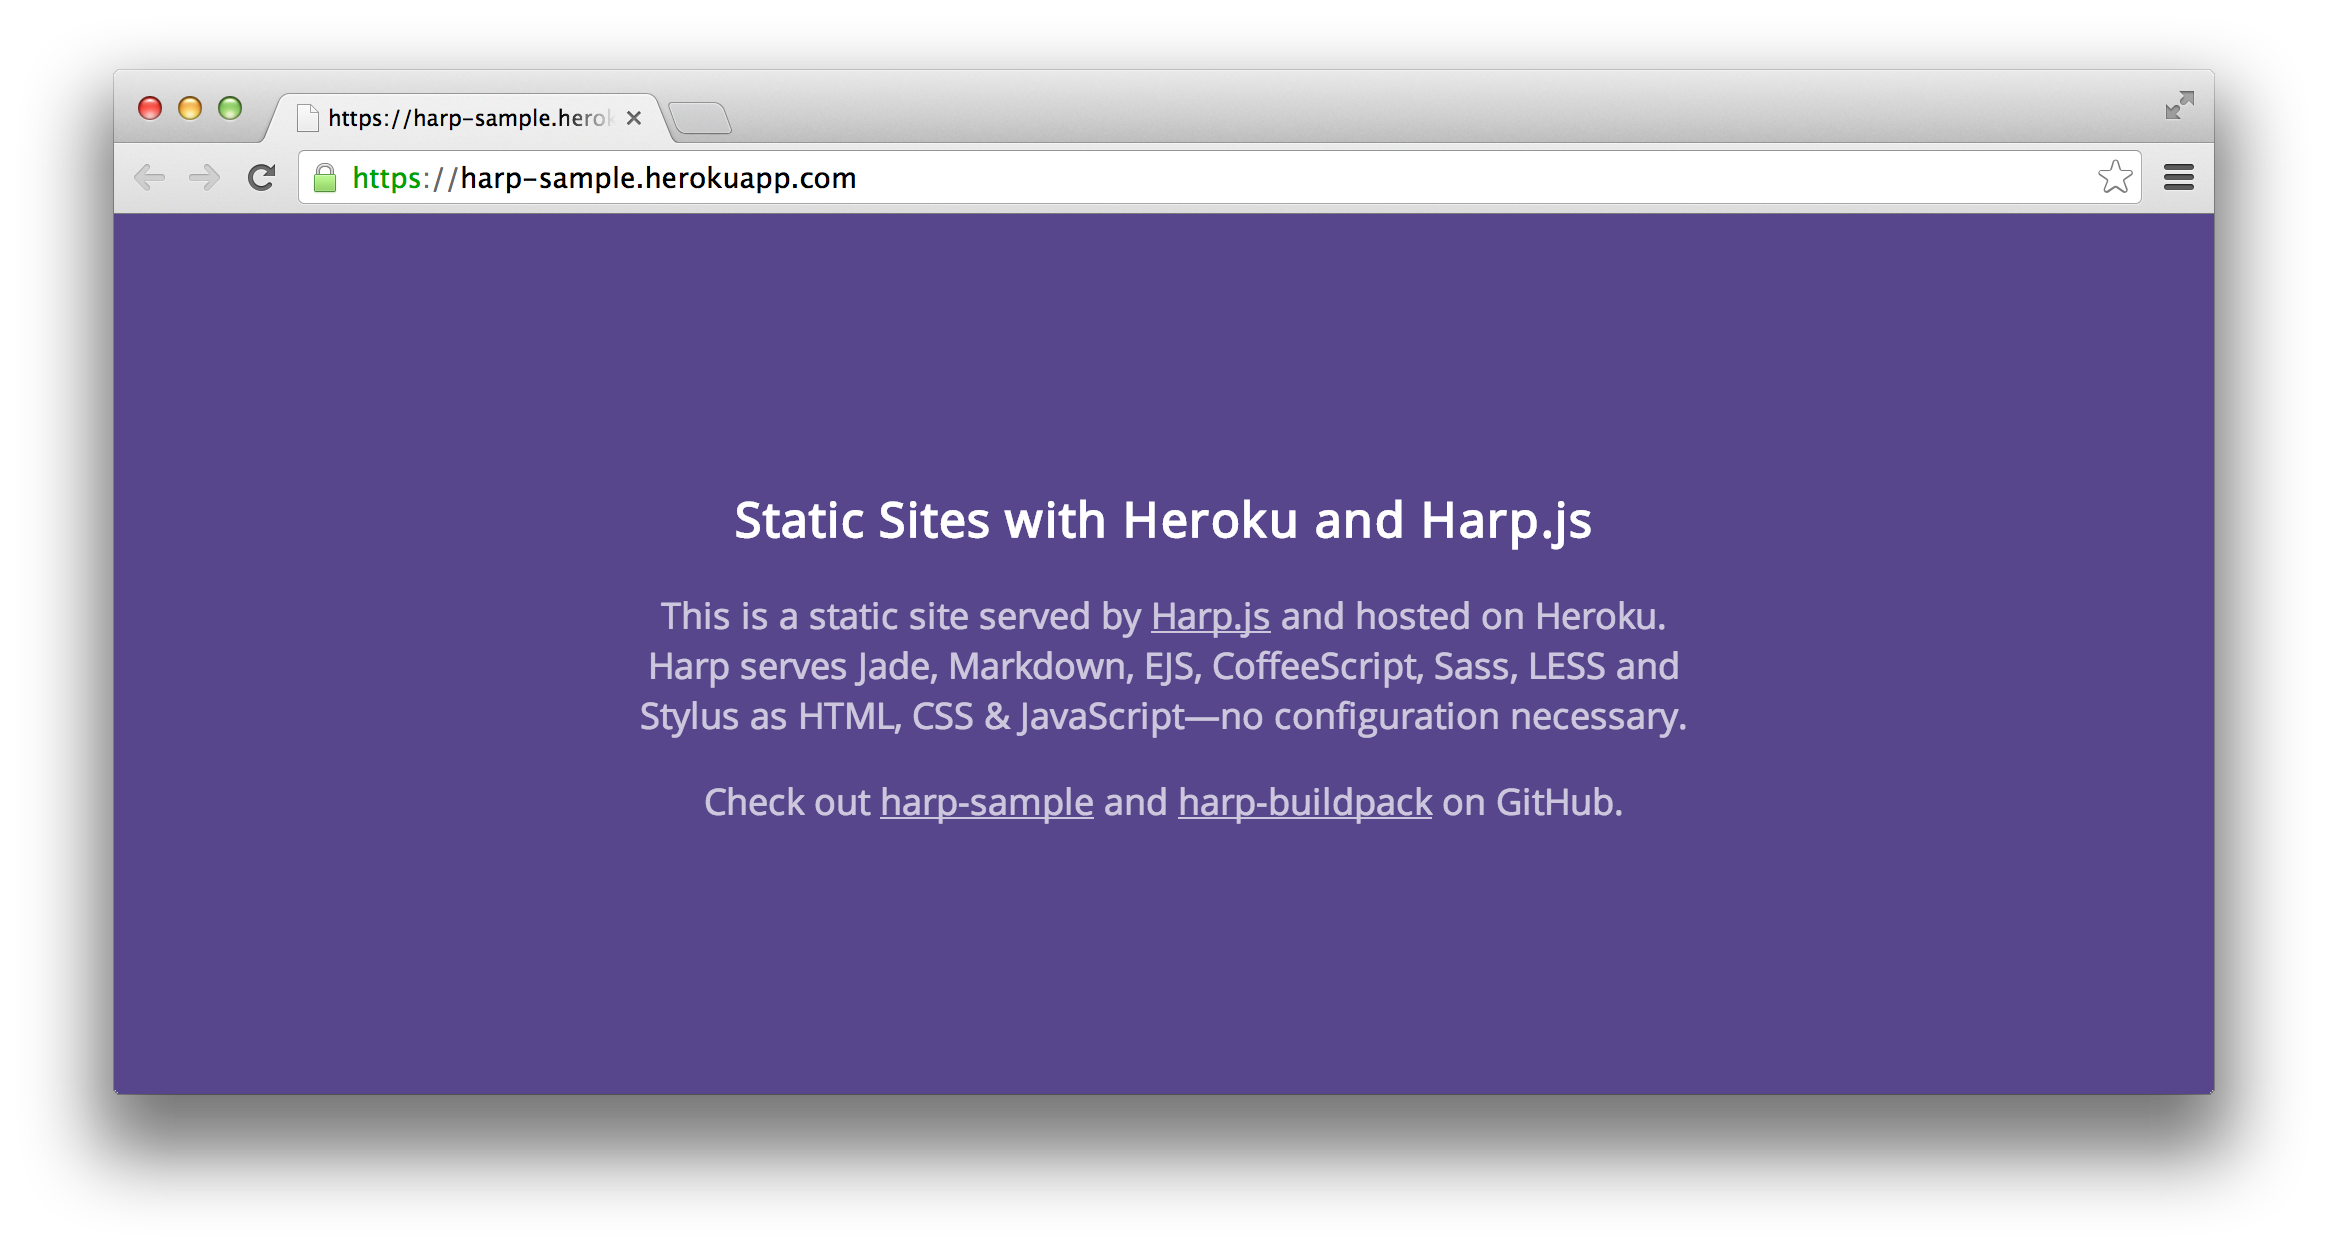 https://harp-sample.herok
https://harp-sample.herokuapp.com
Static Sites with Heroku and Harp.js
This is a static site served by Harp.js and hosted on Heroku.
Harp serves Jade, Markdown, EJS, CoffeeScript, Sass, LESS and
Stylus as HTML, CSS & JavaScript—no configuration necessary.
Check out harp-sample and harp-buildpack on GitHub.